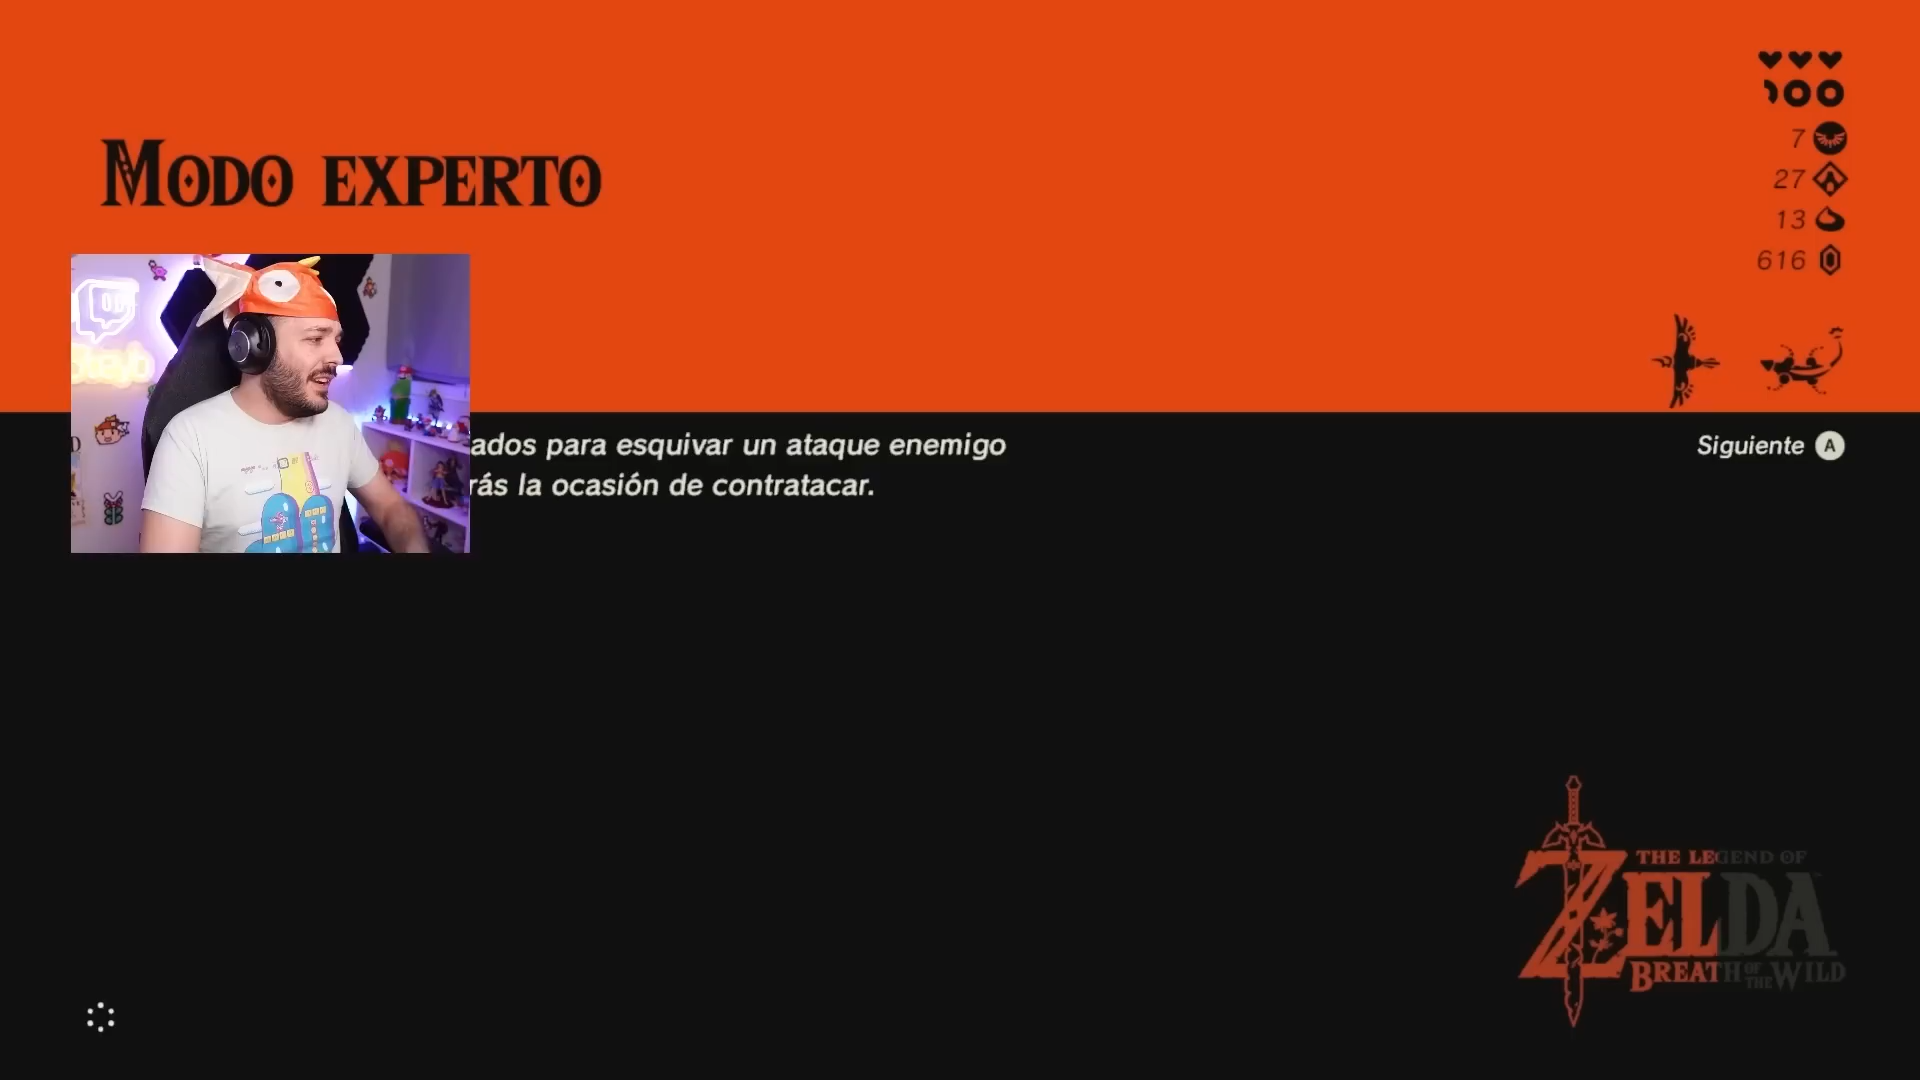 Modo experto
7
27
13
616
ados para esquivar un ataque enemigo
rás la ocasión de contratacar.
Siguiente A
THE LEGEND OF
ZELDA
BREATH OF THE WILD